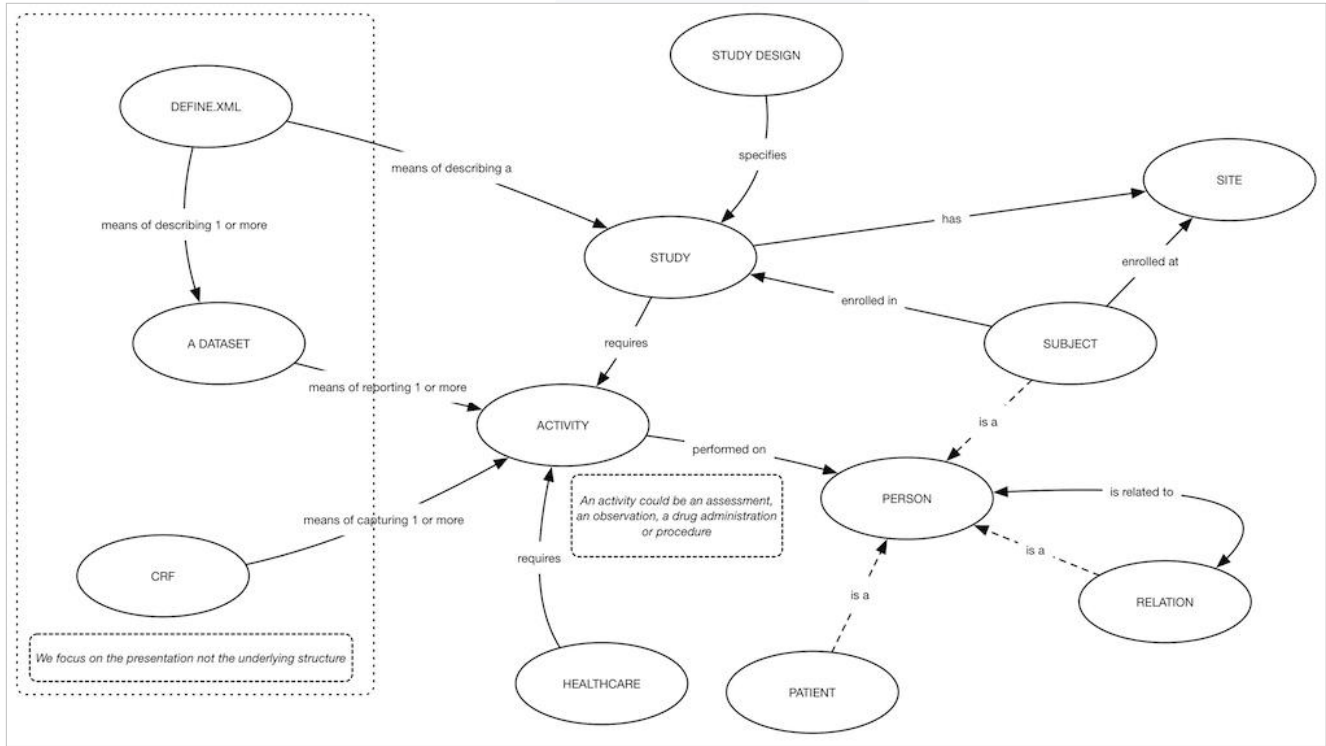 STUDY DESIGN
DEFINE.XML
specifies
means of describing a
SITE
means of describing 1 or more
has
STUDY
enrolled at
enrolled in
requires
A DATASET
SUBJECT
means of reporting 1 or more
is a
ACTIVITY
performed on
PERSON
is related to
An activity could be an assessment,
an observation, a drug administration
or procedure
means of capturing 1 or more
is a
requires
CRF
is a
RELATION
We focus on the presentation not the underlying structure
HEALTHCARE
PATIENT